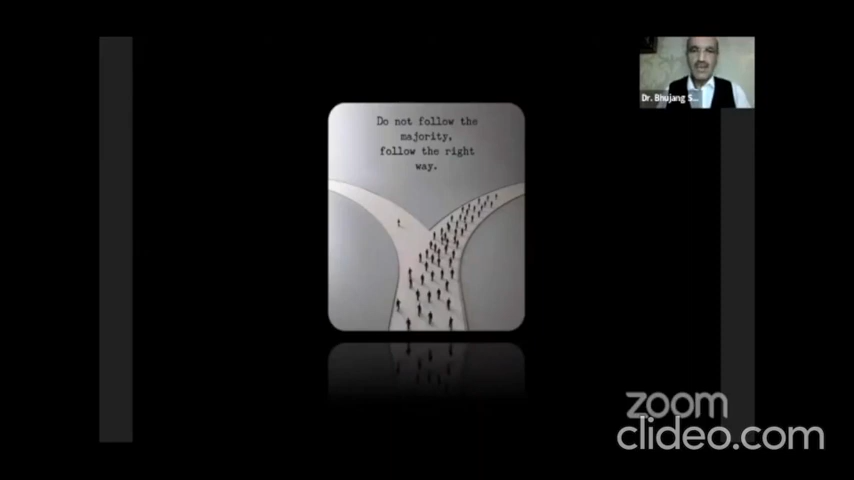 Do not follow the
majority,
follow the right
way.
Dr. Bhujang S...
zoom
clideo.com